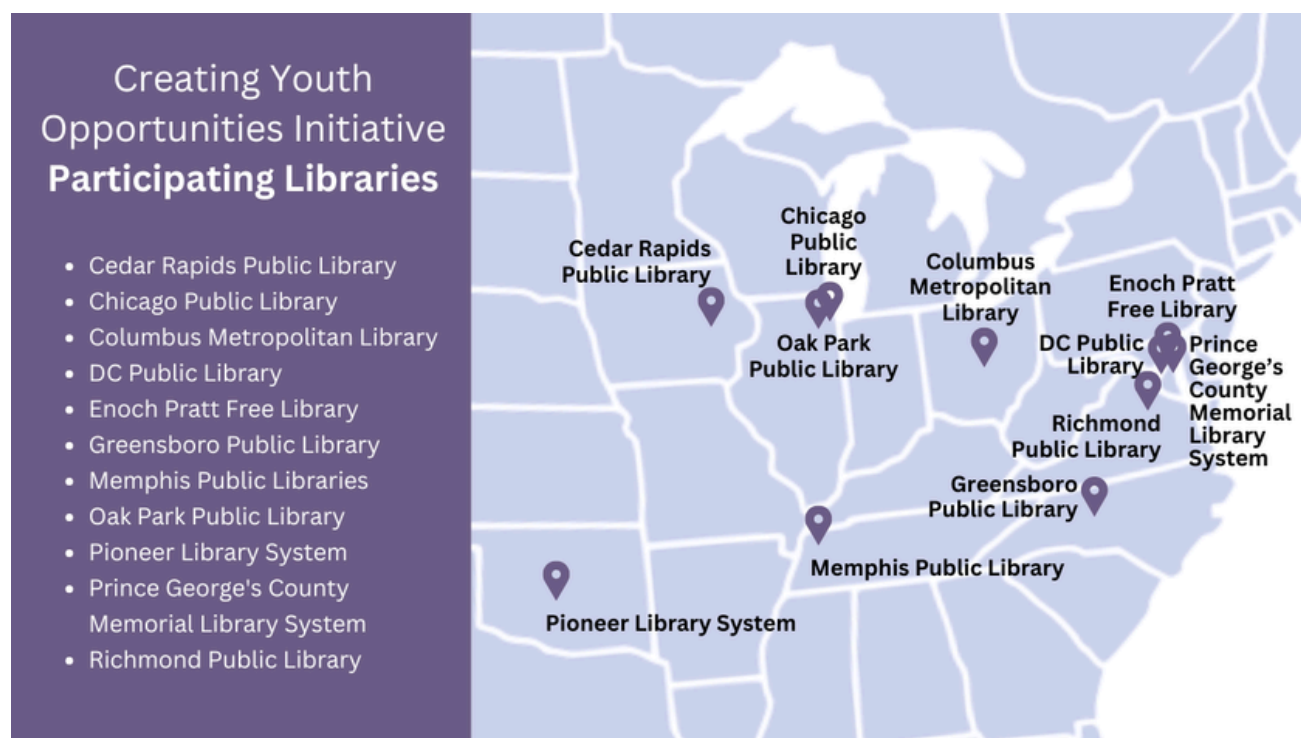 Creating Youth
Opportunities Initiative
Participating Libraries
• Cedar Rapids Public Library
• Chicago Public Library
• Columbus Metropolitan Library
• DC Public Library
• Enoch Pratt Free Library
• Greensboro Public Library
• Memphis Public Libraries
• Oak Park Public Library
• Pioneer Library System
• Prince George's County
Memorial Library System
• Richmond Public Library
Cedar Rapids
Public Library
Chicago
Public
Library
Oak Park
Public Library
Columbus
Metropolitan
Library
Enoch Pratt
Free Library
DC Public
Library
Prince
George’s
County
Memorial
Library
System
Richmond
Public Library
Greensboro
Public Library
Memphis Public Library
Pioneer Library System